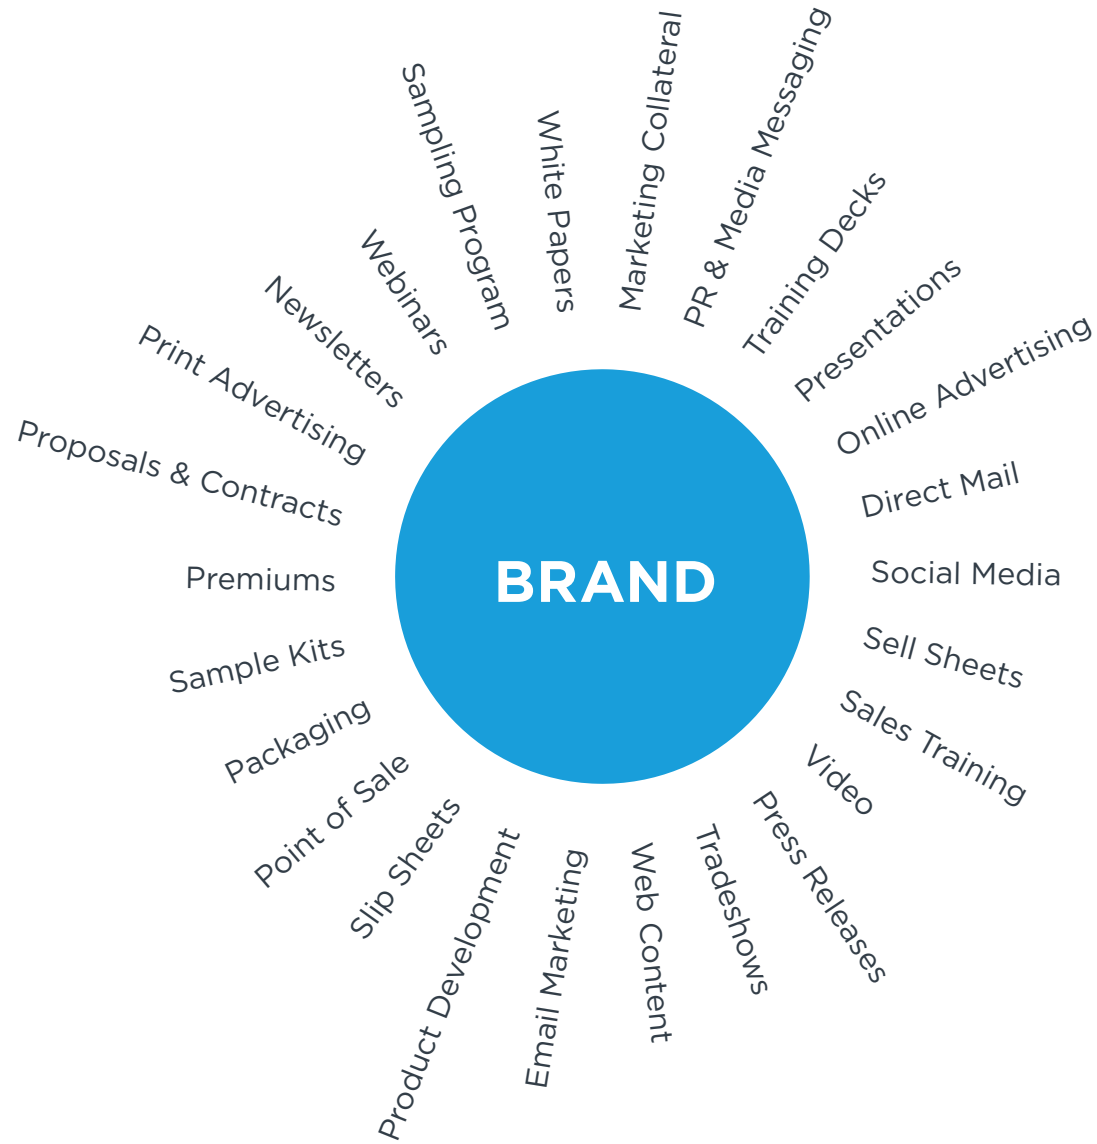 BRAND
Marketing Collateral
PR & Media Messaging
Training Decks
Presentations
Online Advertising
Direct Mail
Social Media
Sell Sheets
Sales Training
Video
Press Releases
Tradeshows
Web Content
Email Marketing
Product Development
Slip Sheets
Point of Sale
Packaging
Sample Kits
Premiums
Proposals & Contracts
Print Advertising
Newsletters
Webinars
Sampling Program
White Papers